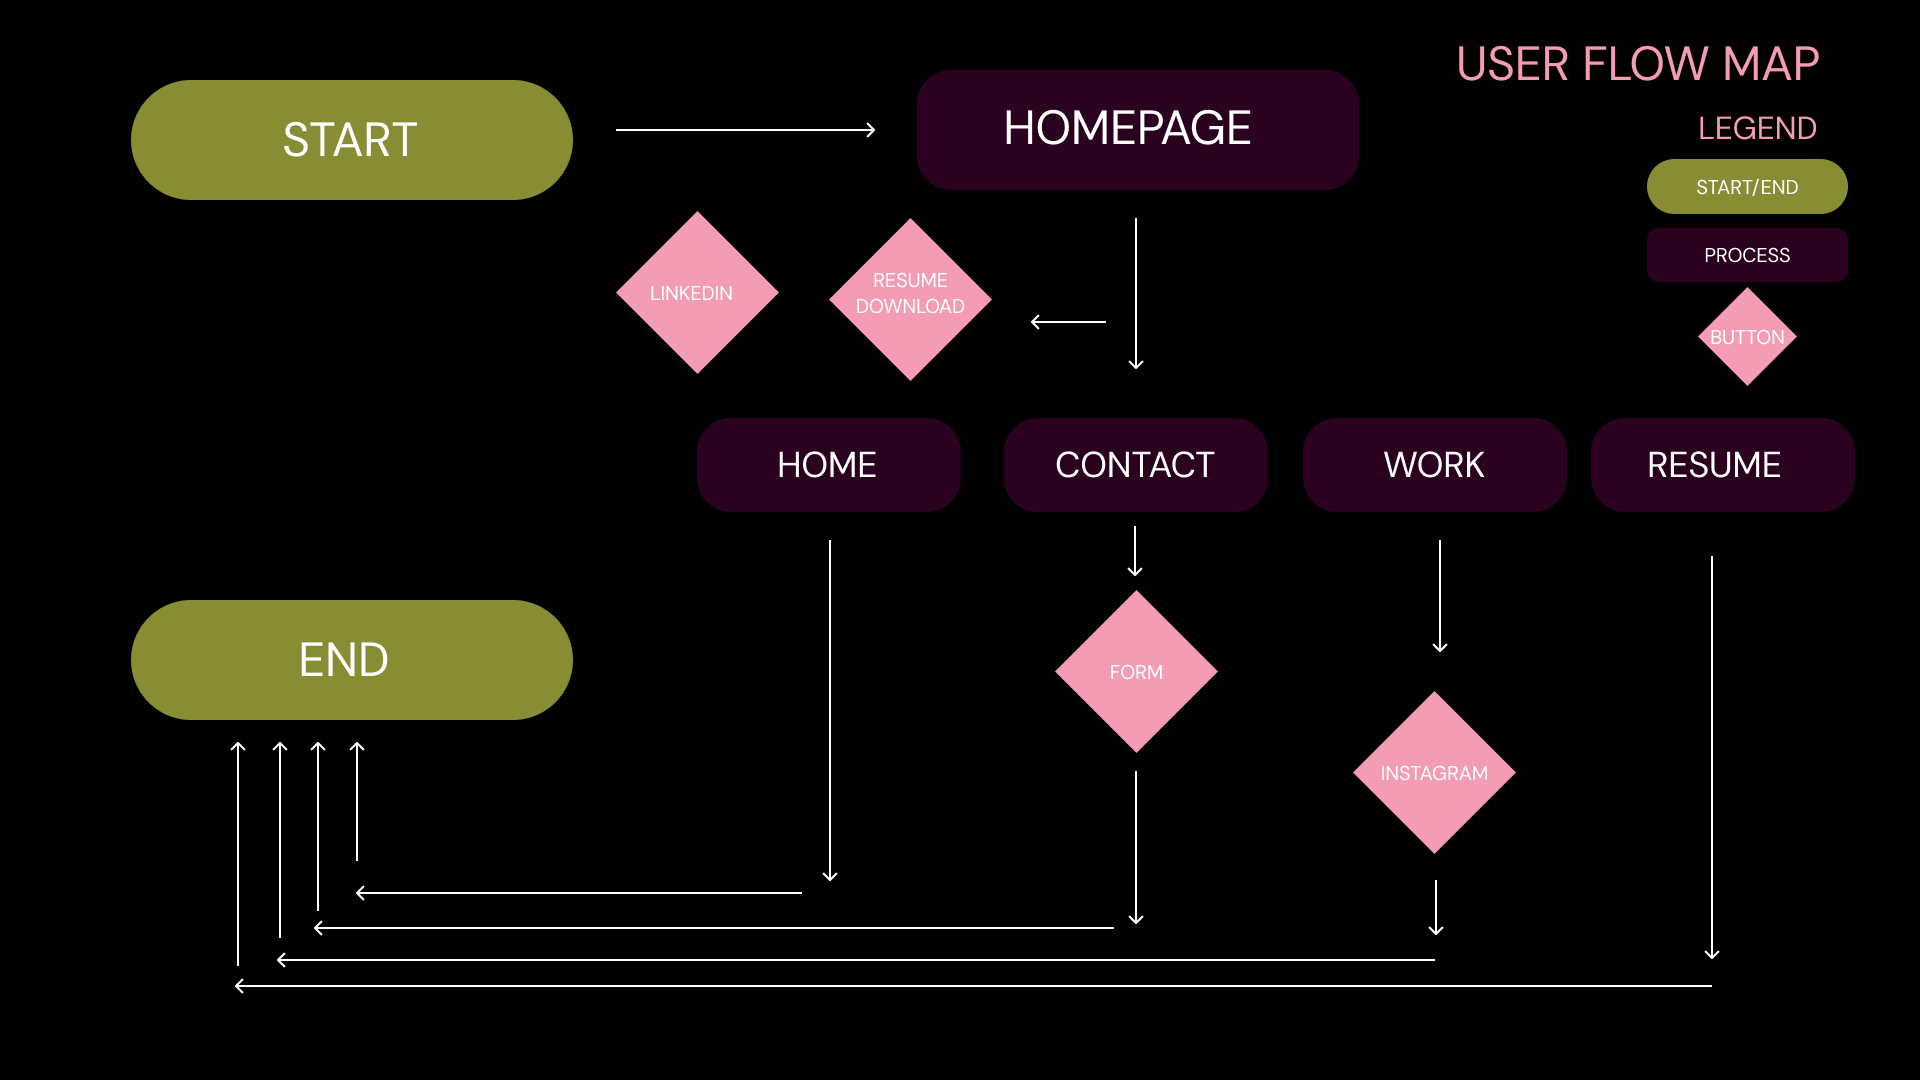 USER FLOW MAP
START
HOMEPAGE
LEGEND
START/END
PROCESS
BUTTON
LINKEDIN
RESUME
DOWNLOAD
HOME
CONTACT
WORK
RESUME
END
FORM
INSTAGRAM